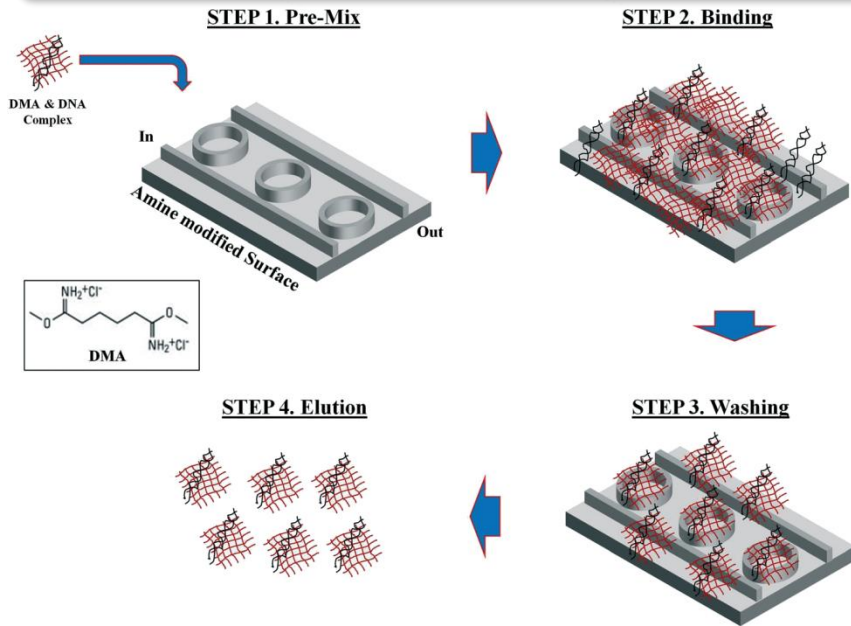 STEP 1. Pre-Mix
DMA & DNA
Complex
In
Amine modified Surface
Out
NH₂⁺Cl⁻
O
O
NH₂⁺Cl⁻
DMA
STEP 2. Binding
STEP 3. Washing
STEP 4. Elution